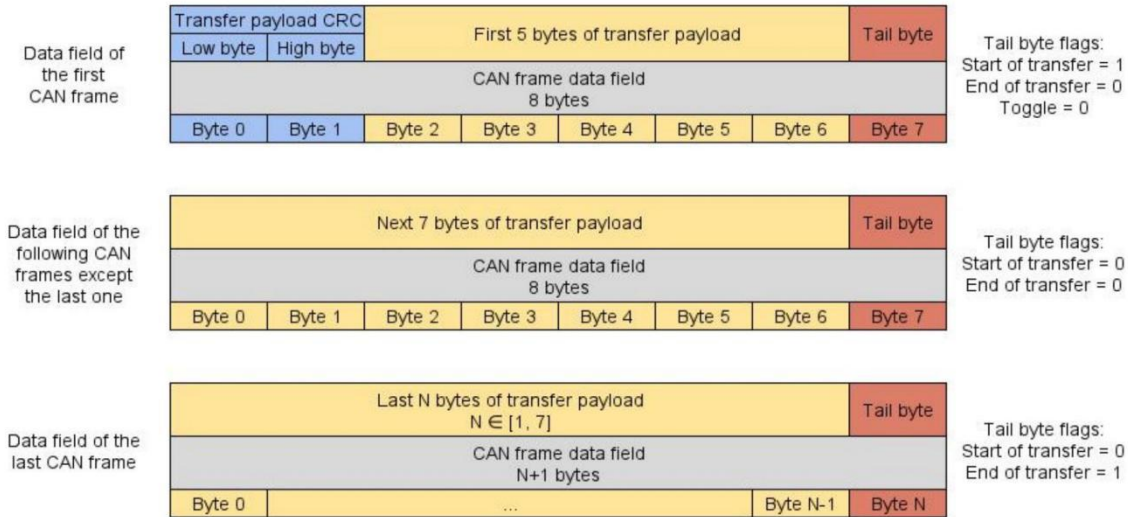 Data field of
the first
CAN frame
Transfer payload CRC
Low byte High byte
First 5 bytes of transfer payload
Tail byte
CAN frame data field
8 bytes
Byte 0 Byte 1 Byte 2 Byte 3 Byte 4 Byte 5 Byte 6 Byte 7
Tail byte flags:
Start of transfer = 1
End of transfer = 0
Toggle = 0
Data field of the
following CAN
frames except
the last one
Next 7 bytes of transfer payload
Tail byte
CAN frame data field
8 bytes
Byte 0 Byte 1 Byte 2 Byte 3 Byte 4 Byte 5 Byte 6 Byte 7
Tail byte flags:
Start of transfer = 0
End of transfer = 0
Data field of the
last CAN frame
Last N bytes of transfer payload
N ∈ [1, 7]
Tail byte
CAN frame data field
N+1 bytes
Byte 0 ... Byte N-1 Byte N
Tail byte flags:
Start of transfer = 0
End of transfer = 1